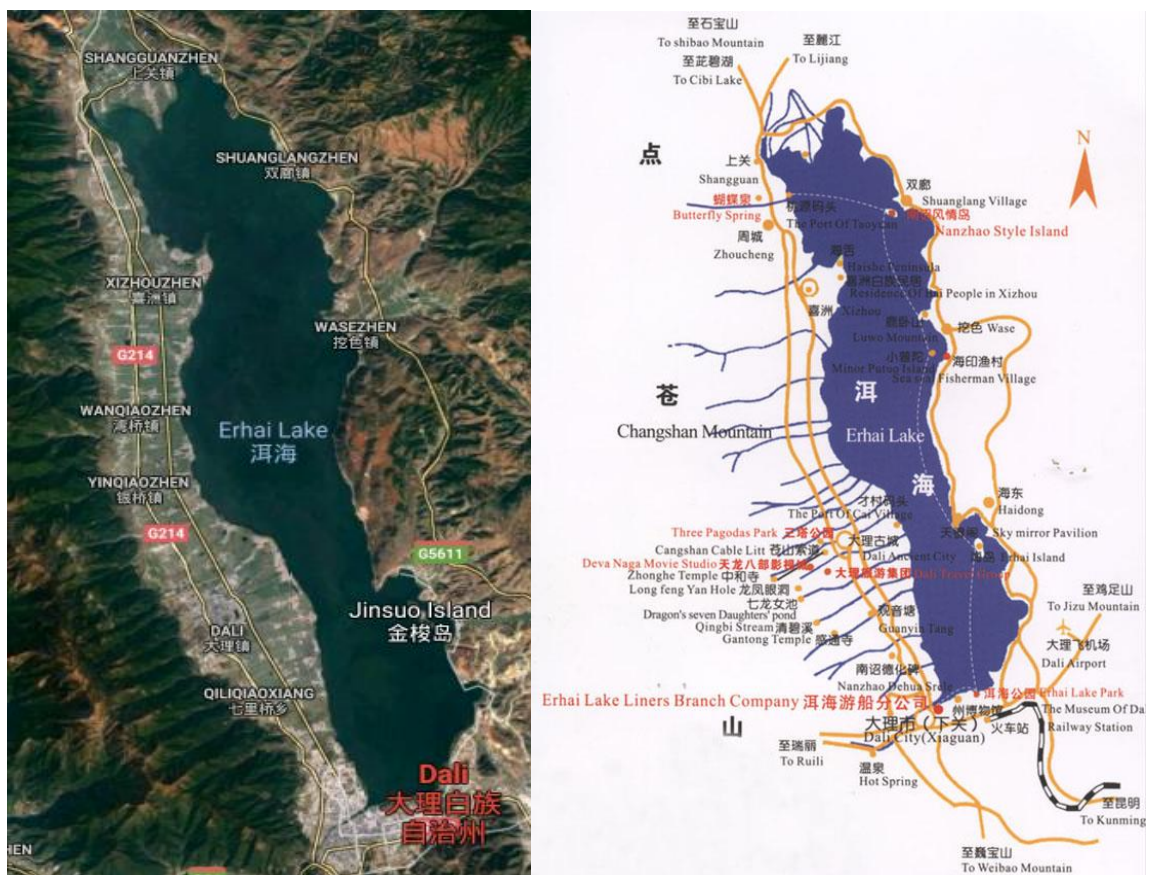 SHANGGUANZHEN
上关镇
SHUANGLANGZHEN
双廊镇
XIZHOUZHEN
喜洲镇
WASEZHEN
挖色镇
G214
WANQIAOZHEN
湾桥镇
Erhai Lake
洱海
YINQIAOZHEN
银桥镇
G214
G5611
Jinsuo Island
金梭岛
DALI
大理镇
QILIQIAOXIANG
七里桥乡
Dali
大理白族
自治州
HEN
至石宝山
To shibao Mountain
至麗江
To Lijiang
至茈碧湖
To Cibi Lake
N
点
上关
Shangguan
双廊
Shuanglang Village
蝴蝶泉
Butterfly Spring
桃源码头
The Port Of Taoyuan
风情岛
Nanzhao Style Island
周城
Zhoucheng
海舌
Haishe Peninsula
喜洲白族民居
Residence Of Bai People in Xizhou
喜洲 Xizhou
鹿卧山
Luwo Mountain
挖色 Wase
小普陀
Minor Putuo Island
海印渔村
Fisherman Village
苍
洱
Changshan Mountain
Erhai Lake
海
海东
Haidong
才村码头
The Part Of Cai Village
Three Pagodas Park 三塔公园
天镜阁 Sky mirror Pavilion
大理古城
Dali Ancient City
Cangshan Cable Litt 苍山索道
岛 Erhai Island
Deva Naga Movie Studio 天龙八部影视城
大理旅游集团 Dali Travel Group
Zhonghe Temple 中和寺
Long feng Yan Hole 龙凤眼洞
七龙女池
Dragon's seven Daughters' pond
至鸡足山
To Jizu Mountain
观音塘
Guanyin Tang
Qingbi Stream 清碧溪
Gantong Temple 感通寺
大理飞机场
Dali Airport
南诏德化碑
Nanzhao Dehua Srele
洱海公园 Erhai Lake Park
Erhai Lake Liners Branch Company 洱海游船分公司
州博物馆
The Museum Of Da
山
大理市（下关）
Dali City(Xiaguan)
火车站
Railway Station
至瑞丽
To Ruili
温泉
Hot Spring
至昆明
To Kunming
至巍宝山
To Weibao Mountain